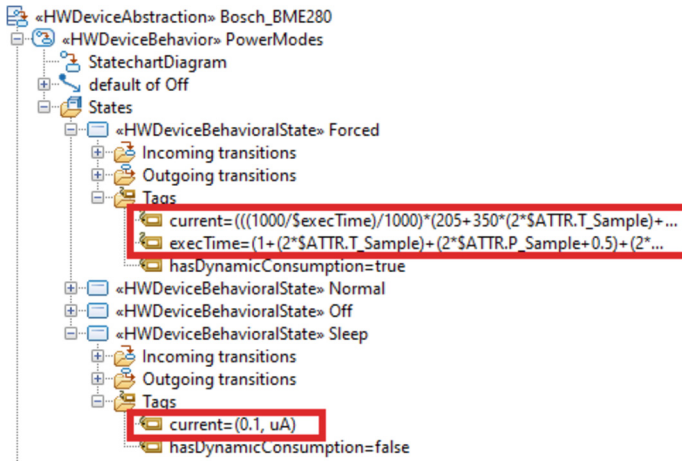 «HWDeviceAbstraction» Bosch_BME280
«HWDeviceBehavior» PowerModes
StatechartDiagram
default of Off
States
«HWDeviceBehavioralState» Forced
Incoming transitions
Outgoing transitions
Tags
current=(((1000/$execTime)/1000)*(205+350*(2*$ATTR.T_Sample)+...
execTime=(1+(2*$ATTR.T_Sample)+(2*$ATTR.P_Sample+0.5)+(2*...
hasDynamicConsumption=true
«HWDeviceBehavioralState» Normal
«HWDeviceBehavioralState» Off
«HWDeviceBehavioralState» Sleep
Incoming transitions
Outgoing transitions
Tags
current=(0.1, uA)
hasDynamicConsumption=false